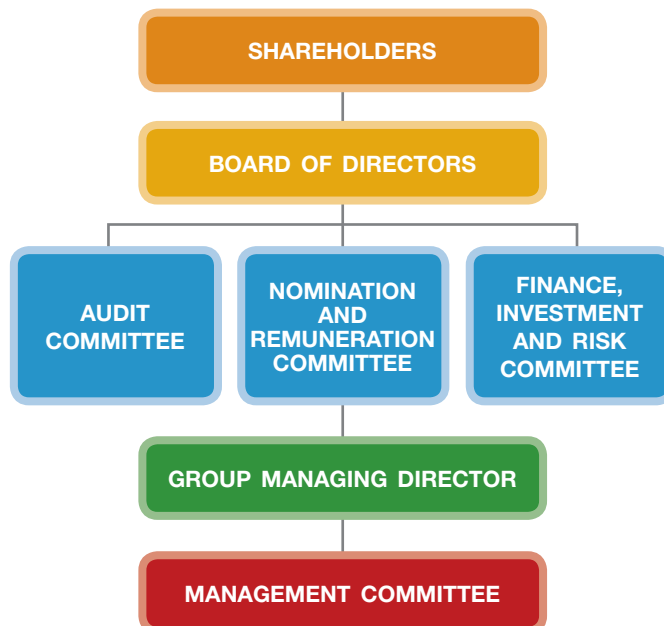 SHAREHOLDERS
BOARD OF DIRECTORS
AUDIT
COMMITTEE
NOMINATION
AND
REMUNERATION
COMMITTEE
FINANCE,
INVESTMENT
AND RISK
COMMITTEE
GROUP MANAGING DIRECTOR
MANAGEMENT COMMITTEE